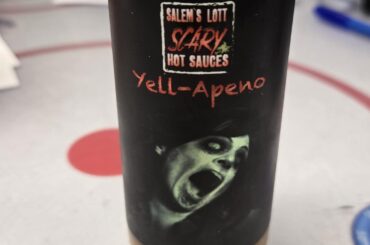 SALEM'S LOTT
SCARY
HOT SAUCES
Yell-Apeno